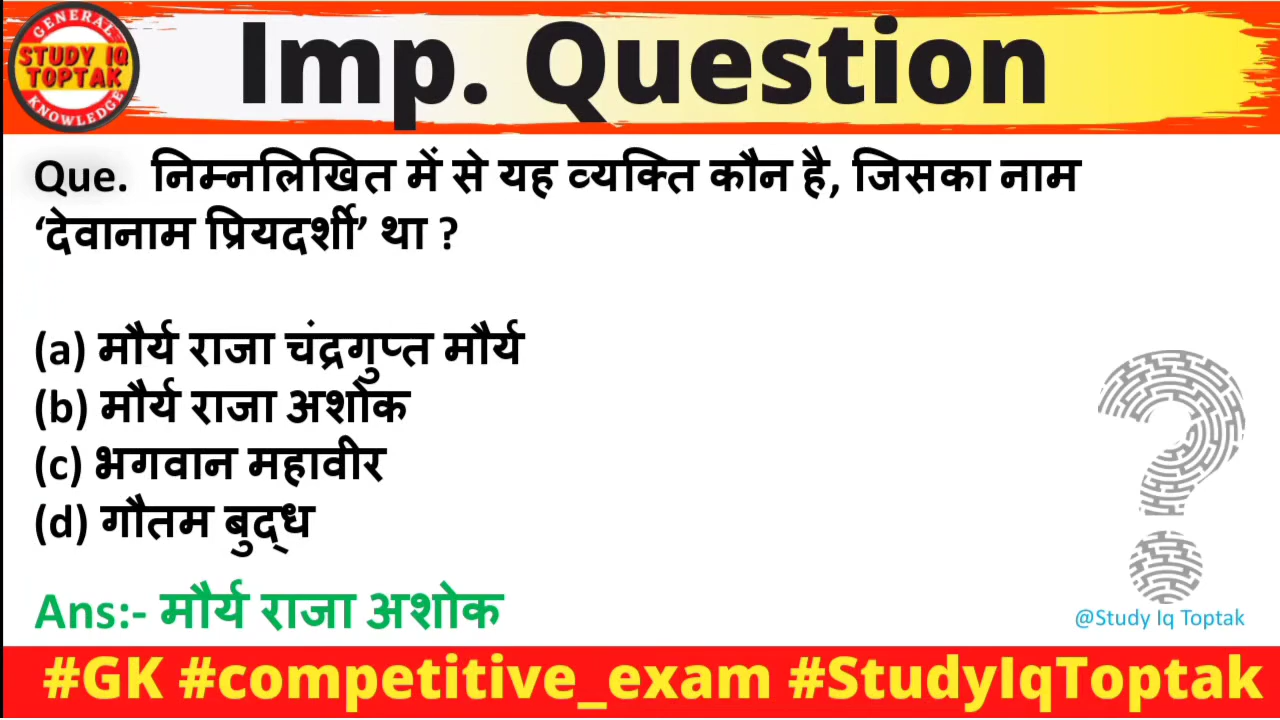 GENERAL
STUDY IQ
TOPTAK
KNOWLEDGE
Imp. Question
Que. निम्नलिखित में से यह व्यक्ति कौन है, जिसका नाम
‘देवानाम प्रियदर्शी’ था ?
(a) मौर्य राजा चंद्रगुप्त मौर्य
(b) मौर्य राजा अशोक
(c) भगवान महावीर
(d) गौतम बुद्ध
Ans:- मौर्य राजा अशोक
@Study Iq Toptak
#GK #competitive_exam #StudyIqToptak